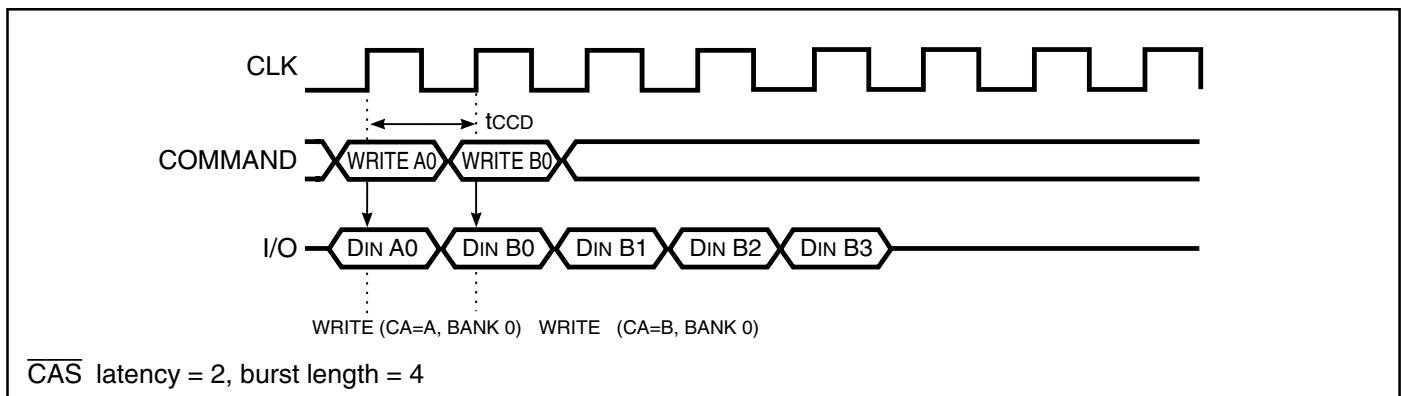 CLK
tCCD
COMMAND WRITE A0 WRITE B0
I/O DIN A0 DIN B0 DIN B1 DIN B2 DIN B3
WRITE (CA=A, BANK 0) WRITE (CA=B, BANK 0)
CAS latency = 2, burst length = 4